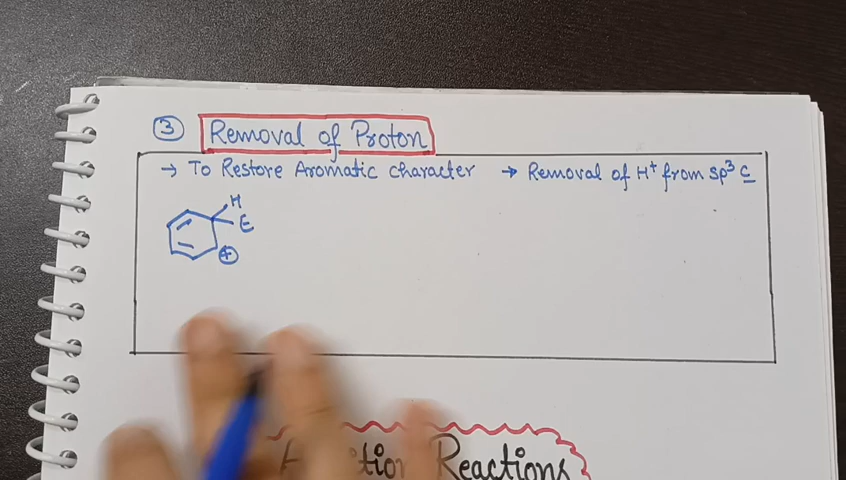 ③ Removal of Proton
→ To Restore Aromatic character → Removal of H⁺ from sp³ c
H
E
+
Reactions